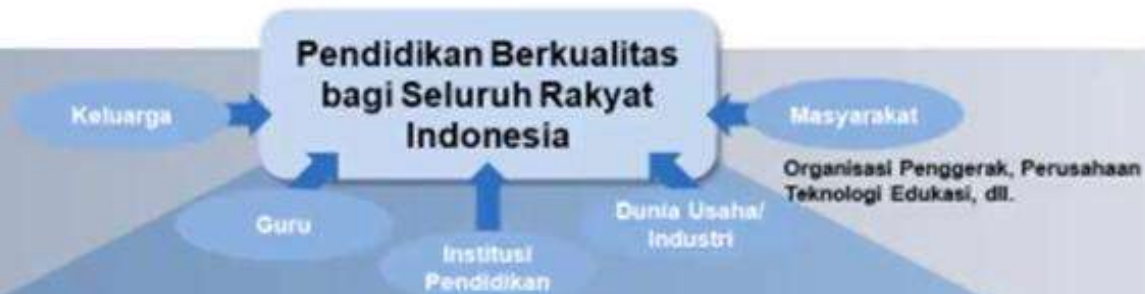 Pendidikan Berkualitas
bagi Seluruh Rakyat
Indonesia
Keluarga
Masyarakat
Organisasi Penggerak, Perusahaan
Teknologi Edukasi, dll.
Guru
Institusi
Pendidikan
Dunia Usaha/
Industri